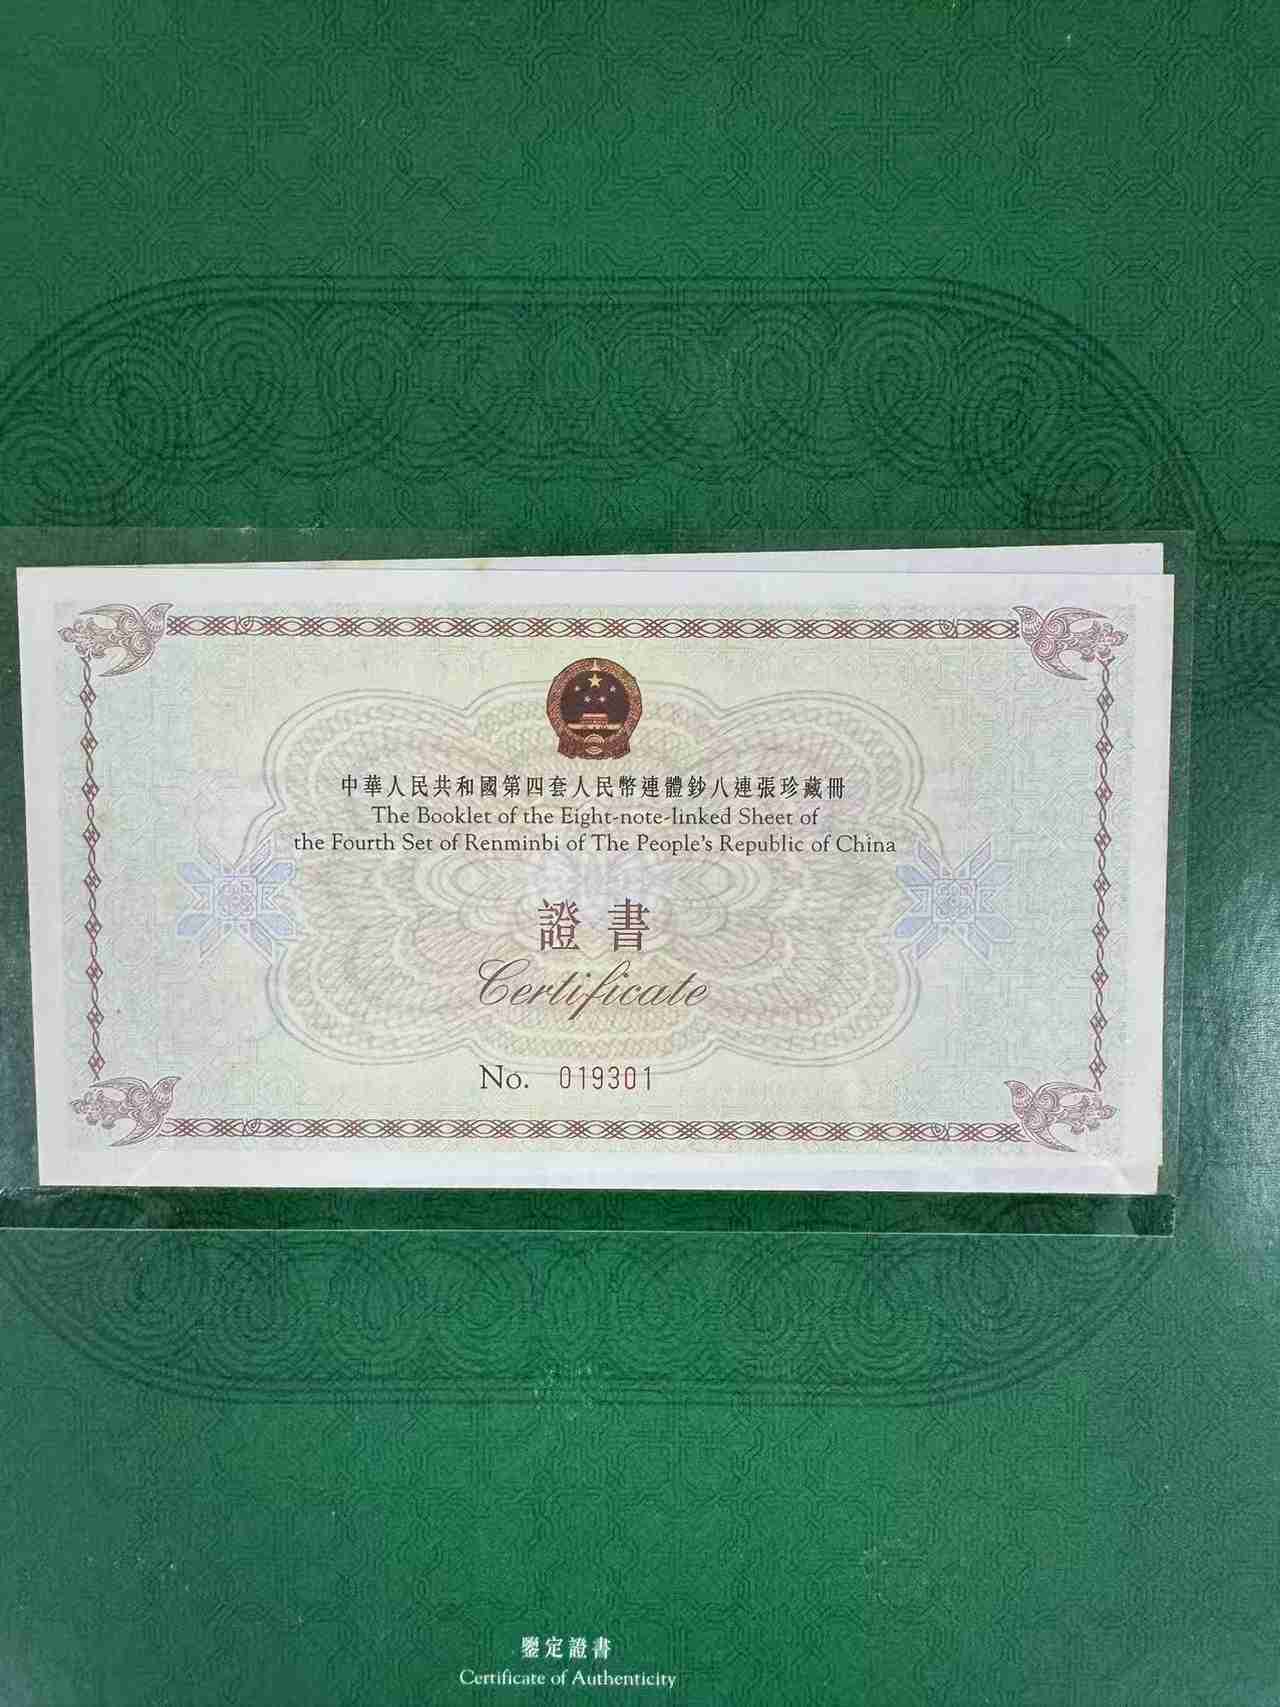 中華人民共和國第四套人民幣連體鈔八連張珍藏冊
The Booklet of the Eight-note-linked Sheet of
the Fourth Set of Renminbi of The People's Republic of China
證書
Certificate
No. 019301
鑒定證書
Certificate of Authenticity